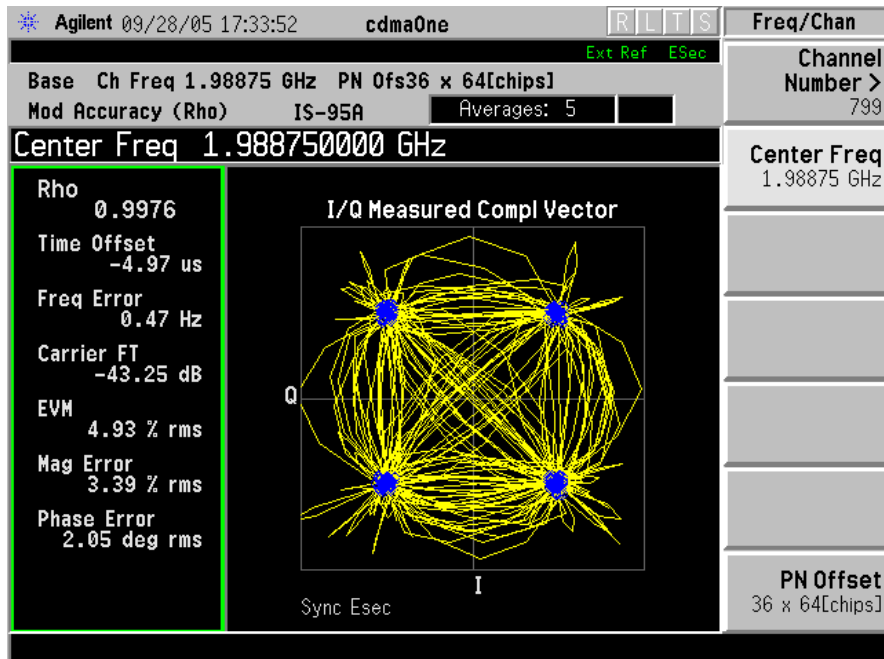 Agilent 09/28/05 17:33:52 cdmaOne R L T S Freq/Chan
Ext Ref ESec
Base Ch Freq 1.98875 GHz PN Ofs36 x 64[chips]
Mod Accuracy (Rho) IS-95A Averages: 5
Center Freq 1.988750000 GHz
Rho
0.9976
Time Offset
-4.97 us
Freq Error
0.47 Hz
Carrier FT
-43.25 dB
EVM
4.93 % rms
Mag Error
3.39 % rms
Phase Error
2.05 deg rms
I/Q Measured Compl Vector
Q
I
Sync Esec
Channel
Number >
799
Center Freq
1.98875 GHz
PN Offset
36 x 64[chips]